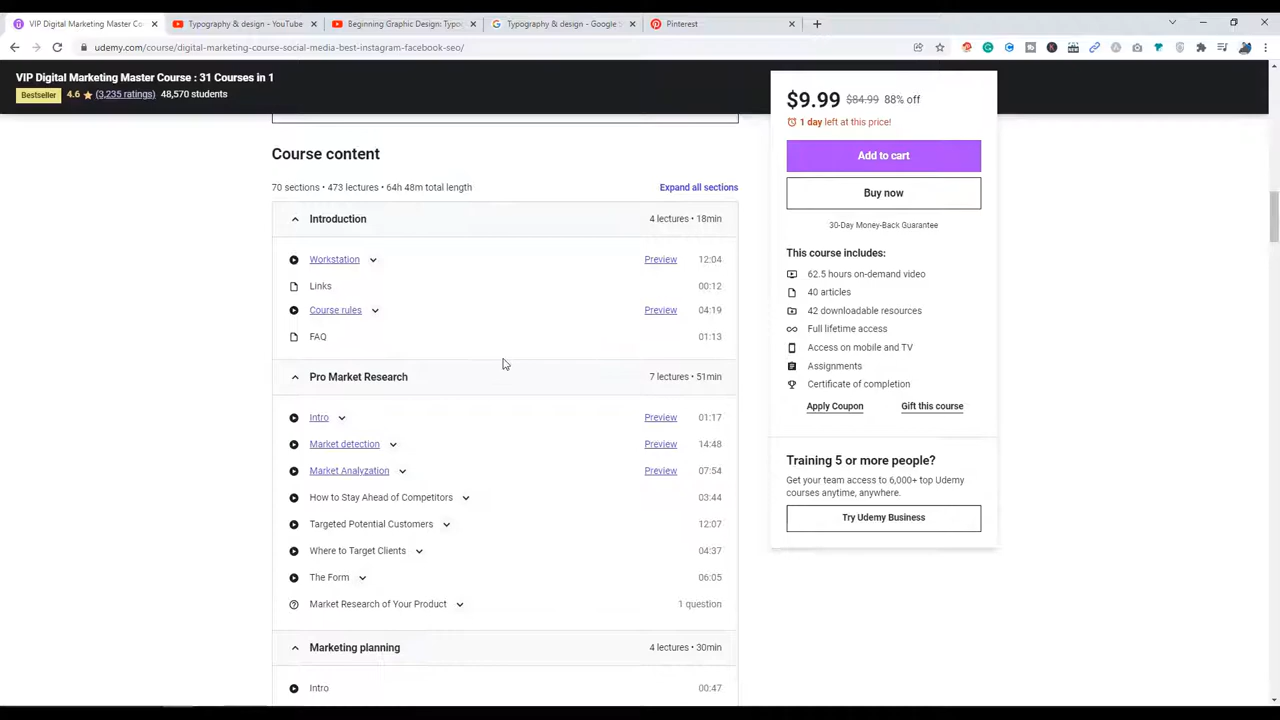 VIP Digital Marketing Master Co
Typography & design - YouTube
Beginning Graphic Design: Typo
Typography & design - Google
Pinterest
udemy.com/course/digital-marketing-course-social-media-best-instagram-facebook-seo/
VIP Digital Marketing Master Course : 31 Courses in 1
Bestseller 4.6 (3,235 ratings) 48,570 students
$9.99 $84.99 88% off
1 day left at this price!
Add to cart
Buy now
30-Day Money-Back Guarantee
This course includes:
62.5 hours on-demand video
40 articles
42 downloadable resources
Full lifetime access
Access on mobile and TV
Assignments
Certificate of completion
Apply Coupon Gift this course
Training 5 or more people?
Get your team access to 6,000+ top Udemy
courses anytime, anywhere.
Try Udemy Business
Course content
70 sections • 473 lectures • 64h 48m total length Expand all sections
Introduction 4 lectures • 18min
Workstation Preview 12:04
Links 00:12
Course rules Preview 04:19
FAQ 01:13
Pro Market Research 7 lectures • 51min
Intro Preview 01:17
Market detection Preview 14:48
Market Analyzation Preview 07:54
How to Stay Ahead of Competitors 03:44
Targeted Potential Customers 12:07
Where to Target Clients 04:37
The Form 06:05
Market Research of Your Product 1 question
Marketing planning 4 lectures • 30min
Intro 00:47